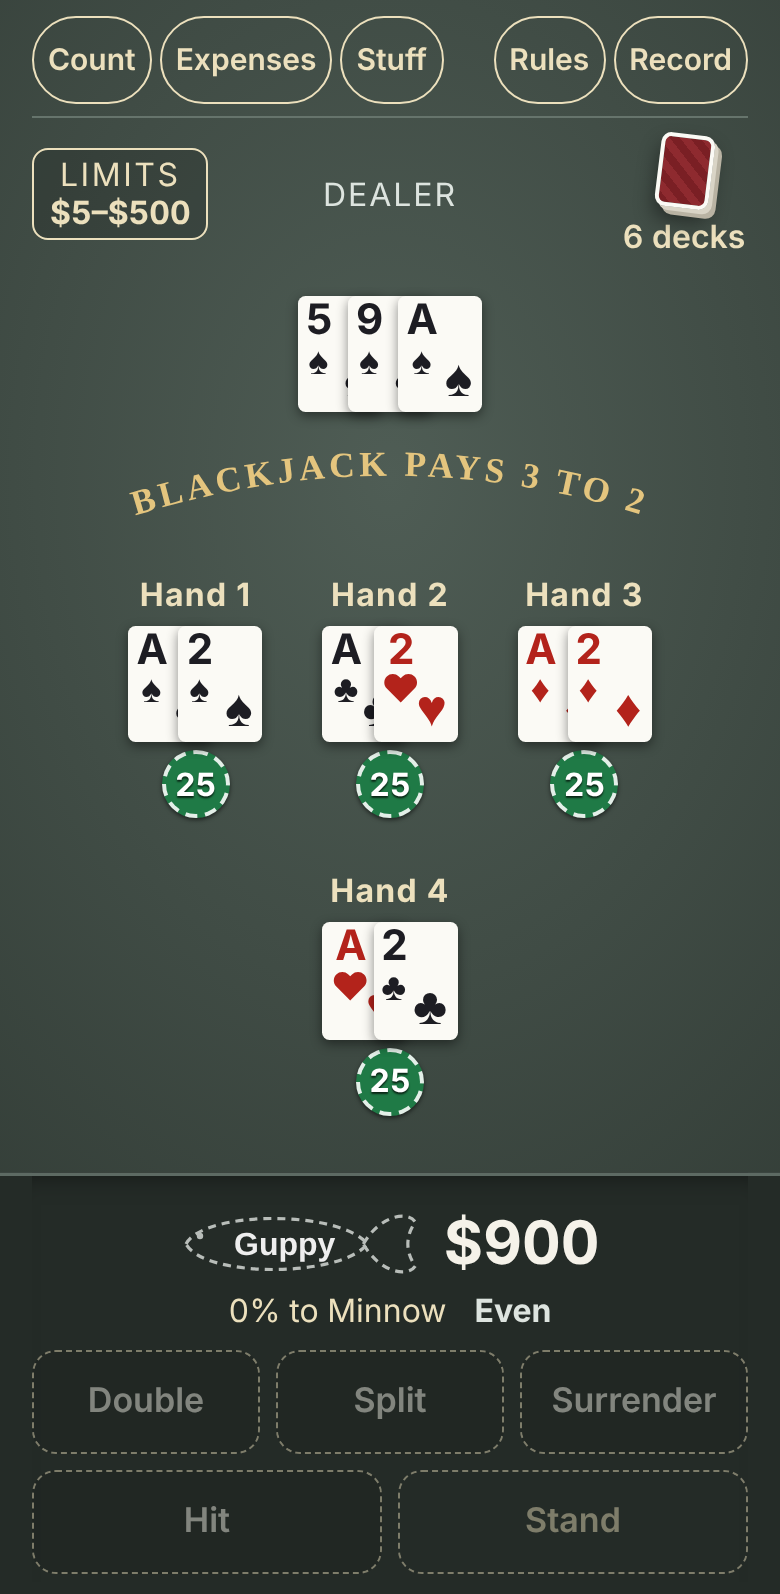 Count Expenses Stuff Rules Record
LIMITS
$5–$500
DEALER
6 decks
5 9 A
BLACKJACK PAYS 3 TO 2
Hand 1 Hand 2 Hand 3
A 2 A 2 A 2
25 25 25
Hand 4
A 2
25
Guppy $900
0% to Minnow Even
Double Split Surrender
Hit Stand